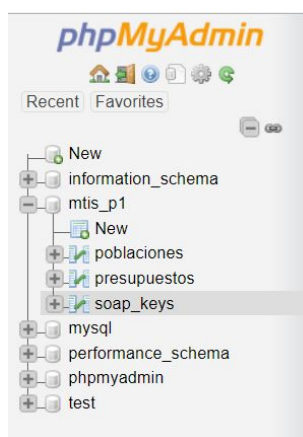 phpMyAdmin
Recent Favorites
New
information_schema
mtis_p1
New
poblaciones
presupuestos
soap_keys
mysql
performance_schema
phpmyadmin
test